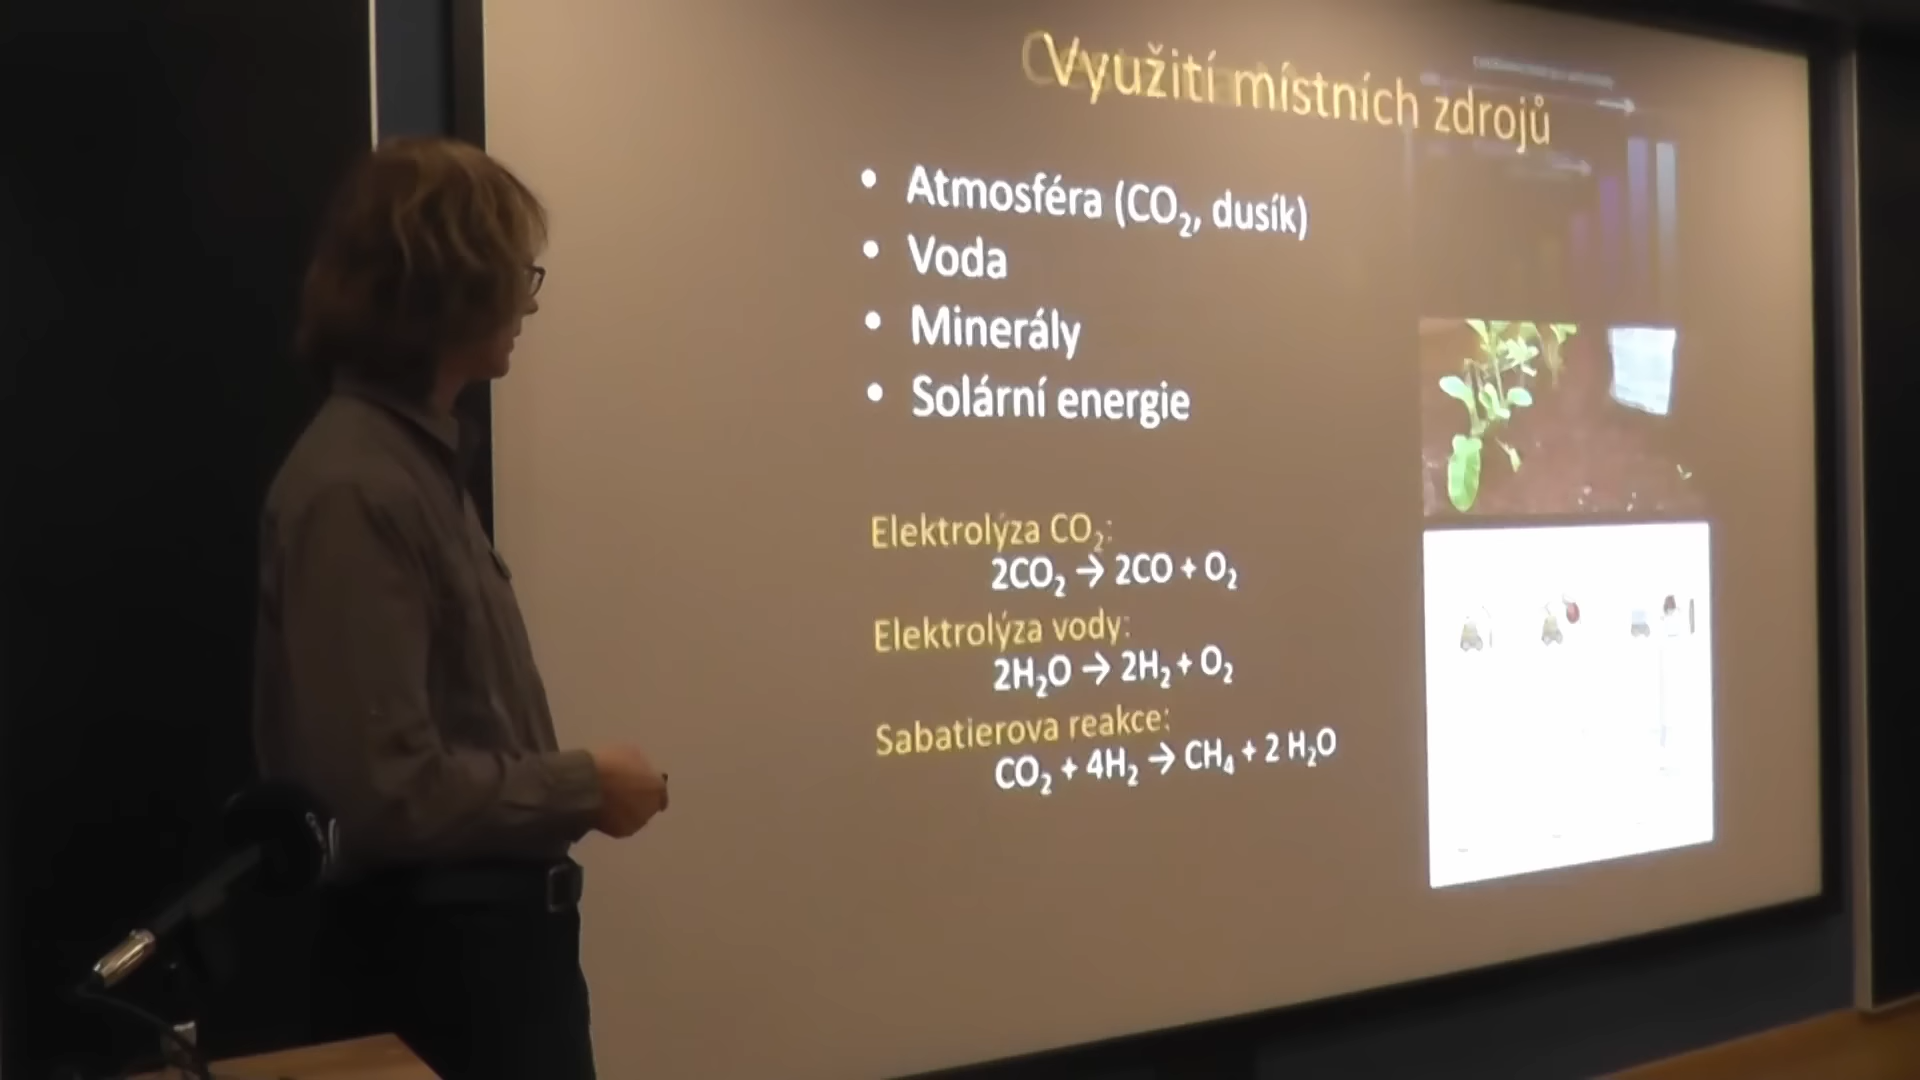 Využití místních zdrojů
• Atmosféra (CO₂, dusík)
• Voda
• Minerály
• Solární energie
Elektrolýza CO₂:
2CO₂ → 2CO + O₂
Elektrolýza vody:
2H₂O → 2H₂ + O₂
Sabatierova reakce:
CO₂ + 4H₂ → CH₄ + 2 H₂O